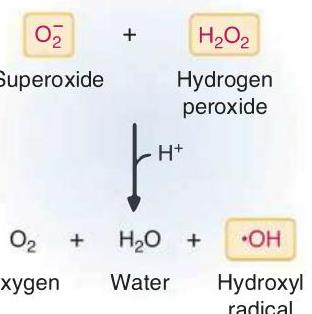 O₂⁻ + H₂O₂
Superoxide Hydrogen
peroxide
H⁺
O₂ + H₂O + •OH
xygen Water Hydroxyl
radical